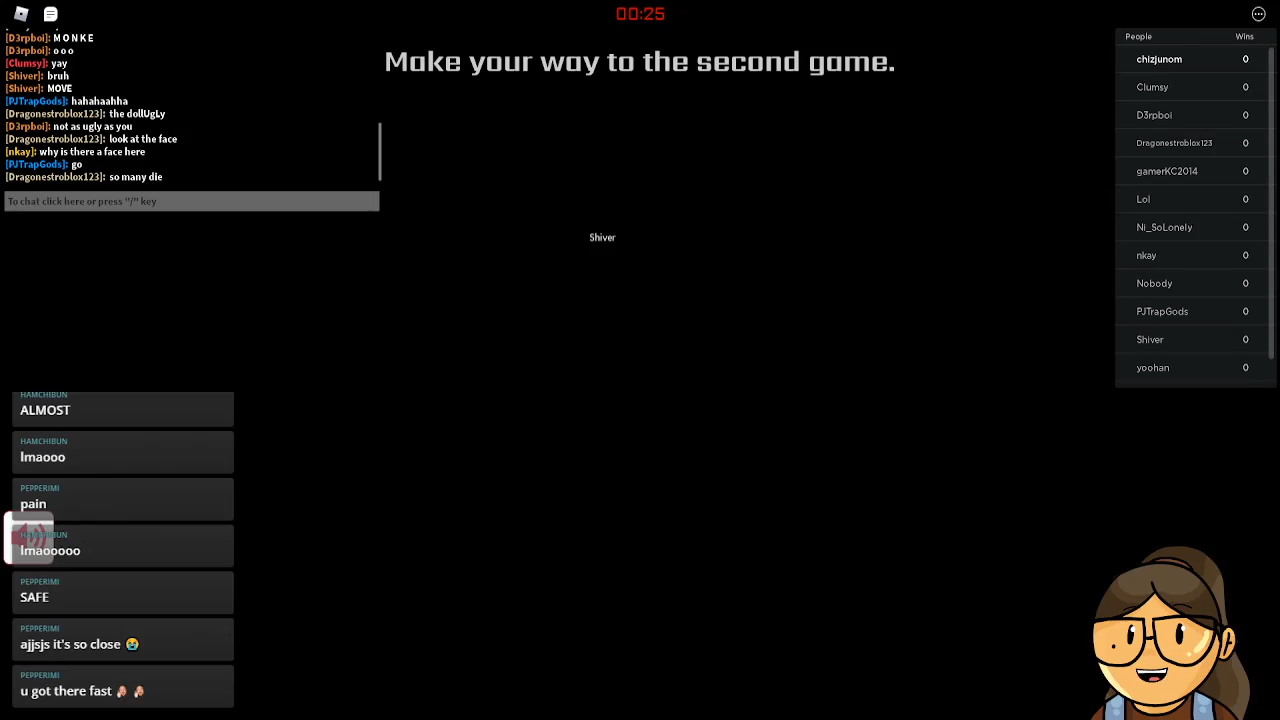 00:25
Make your way to the second game.
[D3rpboi]: M O N K E
[D3rpboi]: o o o
[Clumsy]: yay
[Shiver]: bruh
[Shiver]: MOVE
[PJTrapGods]: hahahaahha
[Dragonestroblox123]: the dollUgLy
[D3rpboi]: not as ugly as you
[Dragonestroblox123]: look at the face
[nkay]: why is there a face here
[PJTrapGods]: go
[Dragonestroblox123]: so many die
To chat click here or press "/" key
Shiver
People Wins
chizjunom 0
Clumsy 0
D3rpboi 0
Dragonestroblox123 0
gamerKC2014 0
Lol 0
Ni_SoLonely 0
nkay 0
Nobody 0
PJTrapGods 0
Shiver 0
yoohan 0
HAMCHIBUN
ALMOST
HAMCHIBUN
lmaooo
PEPPERIMI
pain
HAMCHIBUN
lmaooooo
PEPPERIMI
SAFE
PEPPERIMI
ajjsjs it's so close 😭
PEPPERIMI
u got there fast